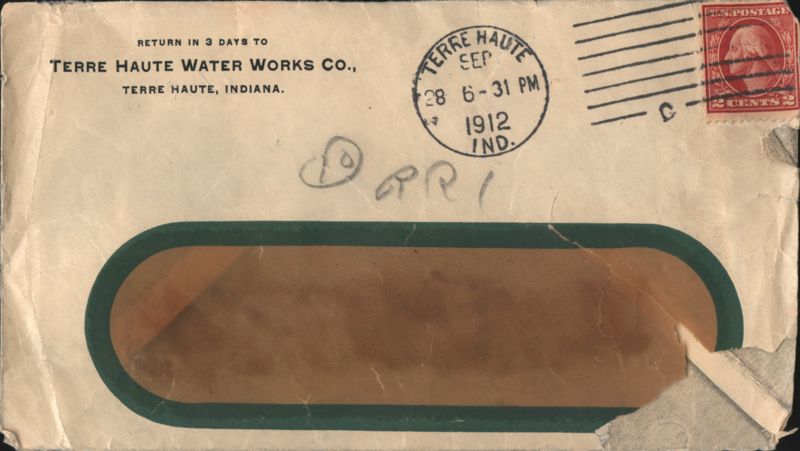 RETURN IN 3 DAYS TO
TERRE HAUTE WATER WORKS CO.,
TERRE HAUTE, INDIANA.
TERRE HAUTE
SEP
28 6-31 PM
1912
IND.
C
U.S. POSTAGE
2 CENTS 2
10
RR1